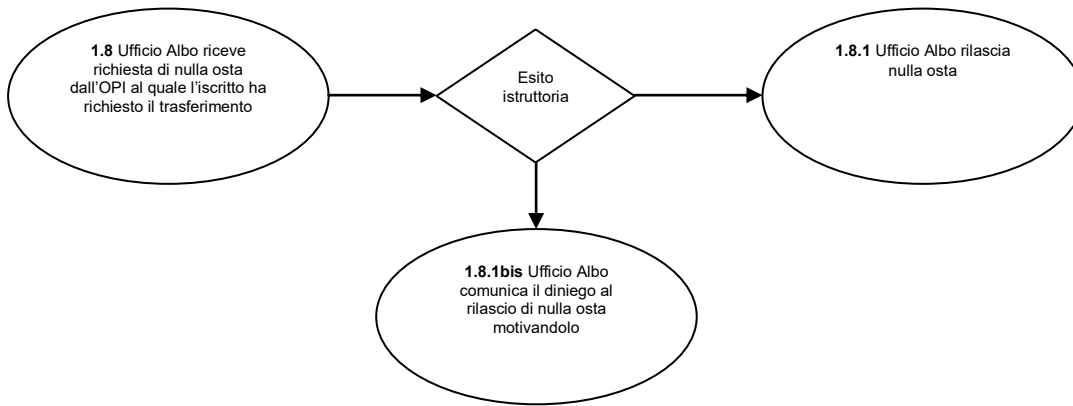 1.8 Ufficio Albo riceve
richiesta di nulla osta
dall'OPI al quale l'iscritto ha
richiesto il trasferimento
Esito
istruttoria
1.8.1 Ufficio Albo rilascia
nulla osta
1.8.1bis Ufficio Albo
comunica il diniego al
rilascio di nulla osta
motivandolo